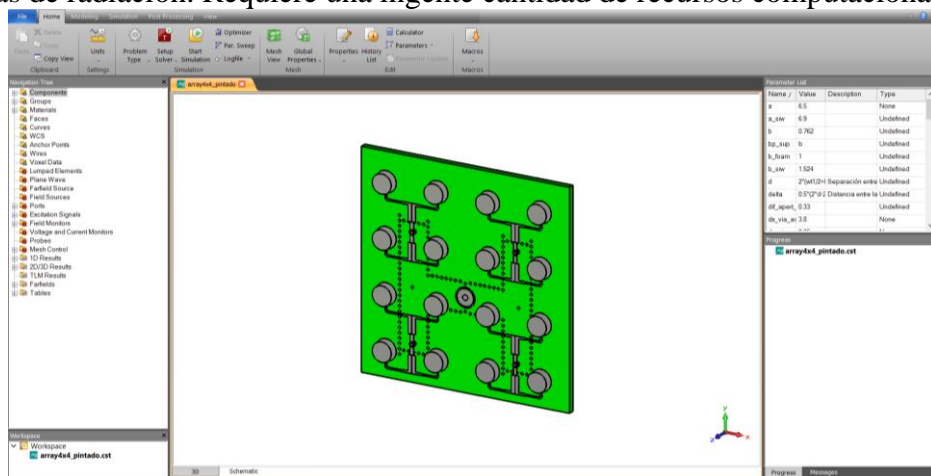 as de radiación. Requiere una ingente cantidad de recursos computaciona
File Home Modeling Simulation Post Processing View
Delete
Copy
Copy View
Clipboard
Units
Settings
Problem Type
Setup Solver
Start Simulation
Optimizer
Par. Sweep
Logfile
Simulation
Mesh View
Global Properties
Mesh
Properties
History List
Calculator
Parameters
Parametric Update
Edit
Macros
Macros
Navigation Tree
Components
Groups
Materials
Faces
Curves
WCS
Anchor Points
Wires
Voxel Data
Lumped Elements
Plane Wave
Farfield Source
Field Sources
Ports
Excitation Signals
Field Monitors
Voltage and Current Monitors
Probes
Mesh Control
1D Results
2D/3D Results
TLM Results
Farfields
Tables
Workspace
Workspace
array4x4_pintado.cst
array4x4_pintado
3D Schematic
Parameter List
Name Value Description Type
a 6.5 None
a_siw 6.9 Undefined
b 0.762 Undefined
bp_sup b Undefined
b_foam 1 Undefined
b_siw 1.524 Undefined
d Separación entre Undefined
delta Distancia entre la Undefined
dif_apert_ 0.33 Undefined
3.8 None
Progress
array4x4_pintado.cst
Progress Messages